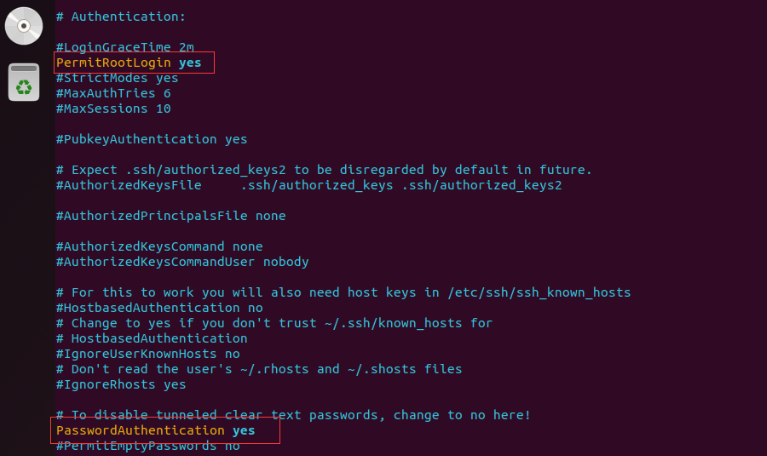 # Authentication:
#LoginGraceTime 2m
PermitRootLogin yes
#StrictModes yes
#MaxAuthTries 6
#MaxSessions 10
#PubkeyAuthentication yes
# Expect .ssh/authorized_keys2 to be disregarded by default in future.
#AuthorizedKeysFile     .ssh/authorized_keys .ssh/authorized_keys2
#AuthorizedPrincipalsFile none
#AuthorizedKeysCommand none
#AuthorizedKeysCommandUser nobody
# For this to work you will also need host keys in /etc/ssh/ssh_known_hosts
#HostbasedAuthentication no
# Change to yes if you don't trust ~/.ssh/known_hosts for
# HostbasedAuthentication
#IgnoreUserKnownHosts no
# Don't read the user's ~/.rhosts and ~/.shosts files
#IgnoreRhosts yes
# To disable tunneled clear text passwords, change to no here!
PasswordAuthentication yes
#PermitEmptyPasswords no